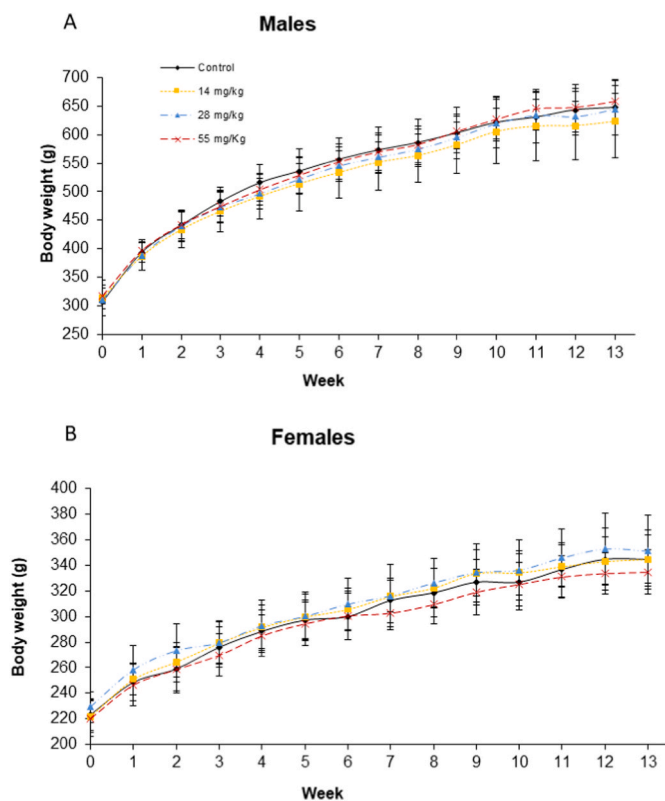 A
Males
Control
14 mg/kg
28 mg/kg
55 mg/Kg
700
650
600
550
500
450
400
350
300
250
Body weight (g)
0 1 2 3 4 5 6 7 8 9 10 11 12 13
Week
B
Females
400
380
360
340
320
300
280
260
240
220
200
Body weight (g)
0 1 2 3 4 5 6 7 8 9 10 11 12 13
Week